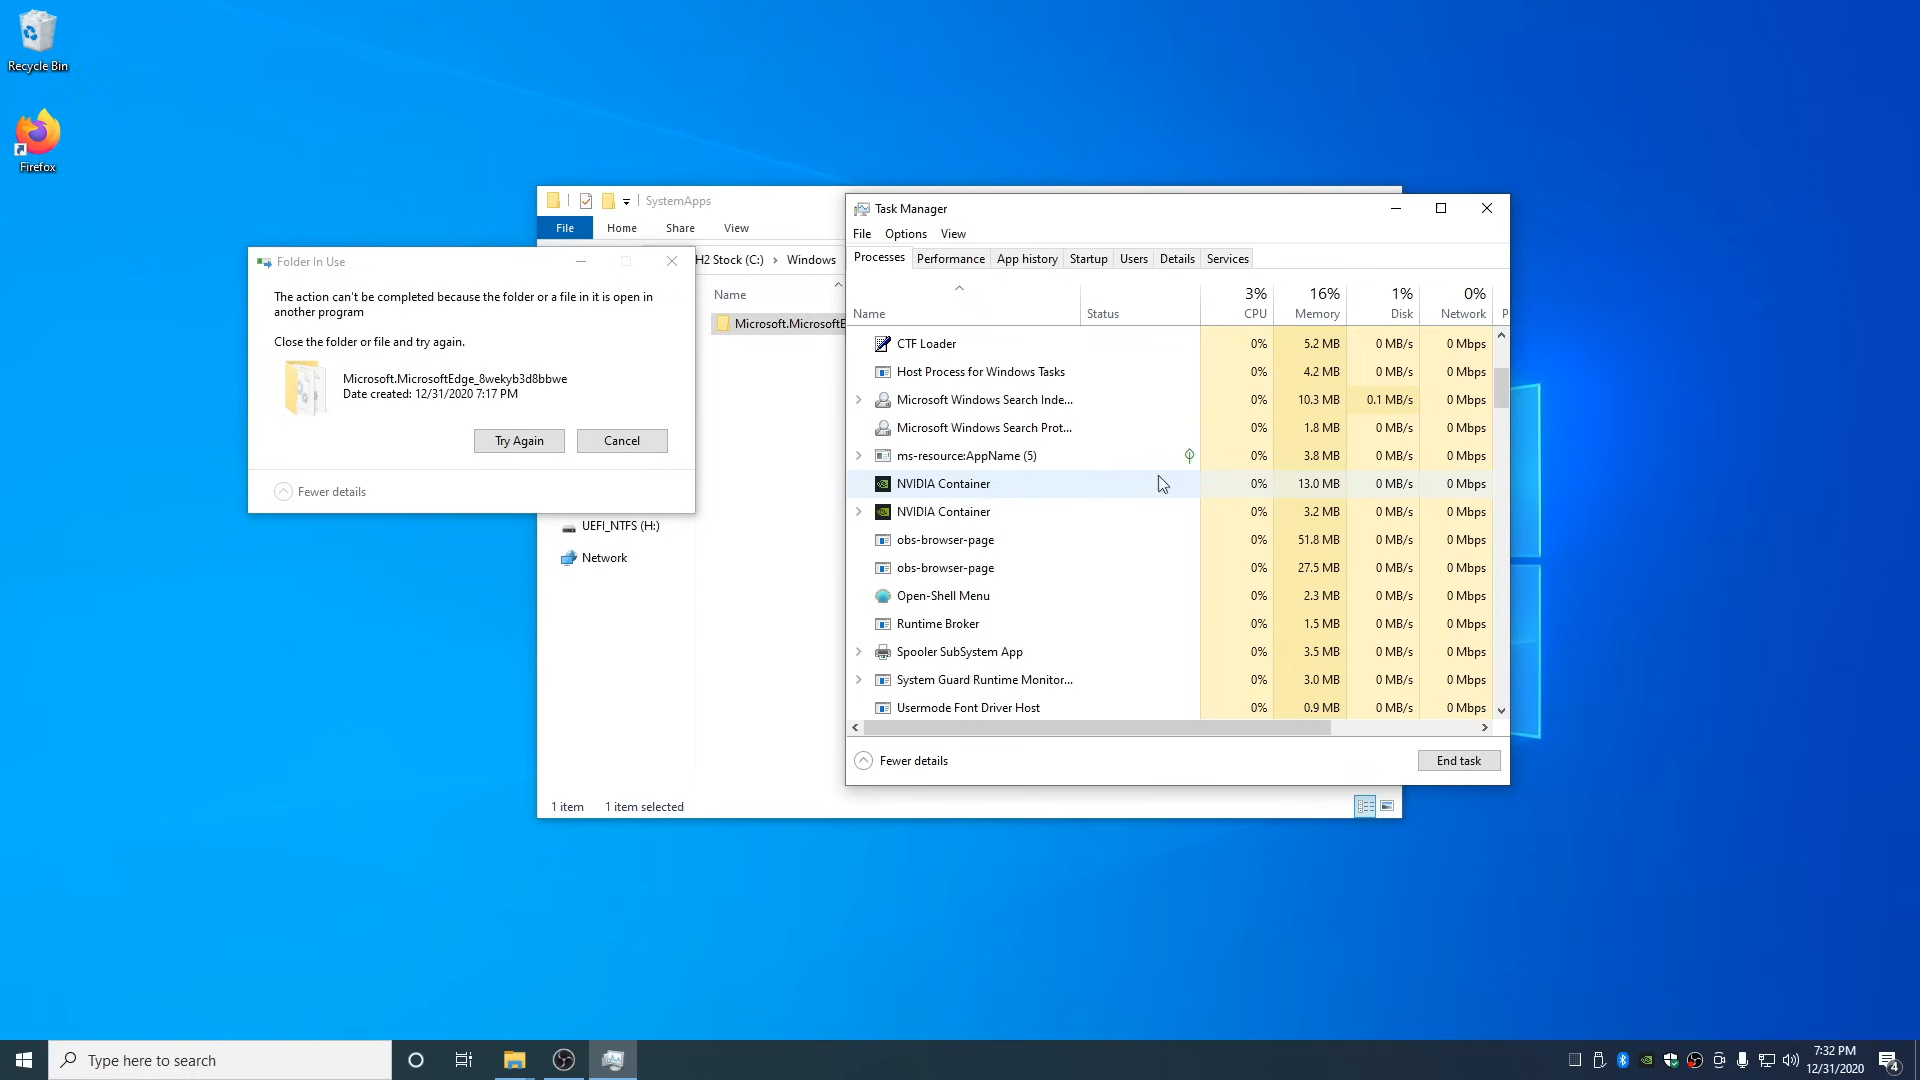 Recycle Bin
Firefox
SystemApps
File Home Share View
H2 Stock (C:) > Windows
Name
Microsoft.MicrosoftE
UEFI_NTFS (H:)
Network
1 item 1 item selected
Folder In Use
The action can't be completed because the folder or a file in it is open in
another program
Close the folder or file and try again.
Microsoft.MicrosoftEdge_8wekyb3d8bbwe
Date created: 12/31/2020 7:17 PM
Try Again Cancel
Fewer details
Task Manager
File Options View
Processes Performance App history Startup Users Details Services
3% 16% 1% 0%
Name Status CPU Memory Disk Network P
CTF Loader 0% 5.2 MB 0 MB/s 0 Mbps
Host Process for Windows Tasks 0% 4.2 MB 0 MB/s 0 Mbps
Microsoft Windows Search Inde... 0% 10.3 MB 0.1 MB/s 0 Mbps
Microsoft Windows Search Prot... 0% 1.8 MB 0 MB/s 0 Mbps
ms-resource:AppName (5) 0% 3.8 MB 0 MB/s 0 Mbps
NVIDIA Container 0% 13.0 MB 0 MB/s 0 Mbps
NVIDIA Container 0% 3.2 MB 0 MB/s 0 Mbps
obs-browser-page 0% 51.8 MB 0 MB/s 0 Mbps
obs-browser-page 0% 27.5 MB 0 MB/s 0 Mbps
Open-Shell Menu 0% 2.3 MB 0 MB/s 0 Mbps
Runtime Broker 0% 1.5 MB 0 MB/s 0 Mbps
Spooler SubSystem App 0% 3.5 MB 0 MB/s 0 Mbps
System Guard Runtime Monitor... 0% 3.0 MB 0 MB/s 0 Mbps
Usermode Font Driver Host 0% 0.9 MB 0 MB/s 0 Mbps
Fewer details End task
Type here to search
7:32 PM
12/31/2020
4